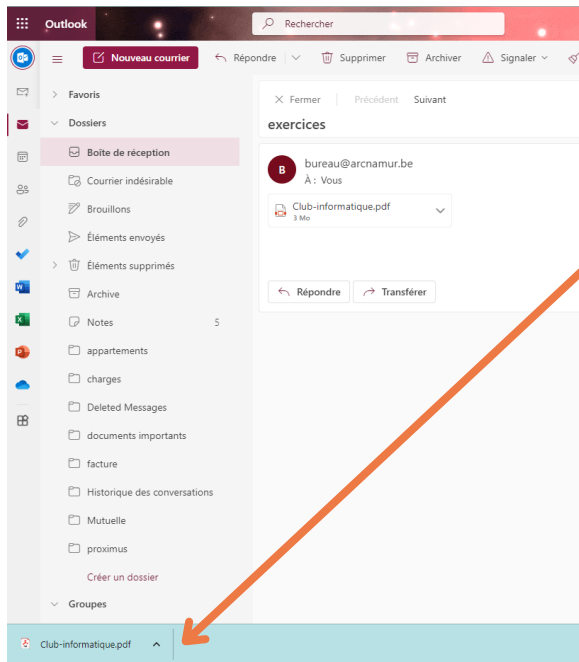 Outlook
Rechercher
Nouveau courrier
Répondre
Supprimer
Archiver
Signaler
Favoris
Dossiers
Boîte de réception
Courrier indésirable
Brouillons
Éléments envoyés
Éléments supprimés
Archive
Notes 5
appartements
charges
Deleted Messages
documents importants
facture
Historique des conversations
Mutuelle
proximus
Créer un dossier
Groupes
Fermer Précédent Suivant
exercices
B
bureau@arcnamur.be
À : Vous
Club-informatique.pdf
3 Mo
Répondre
Transférer
Club-informatique.pdf